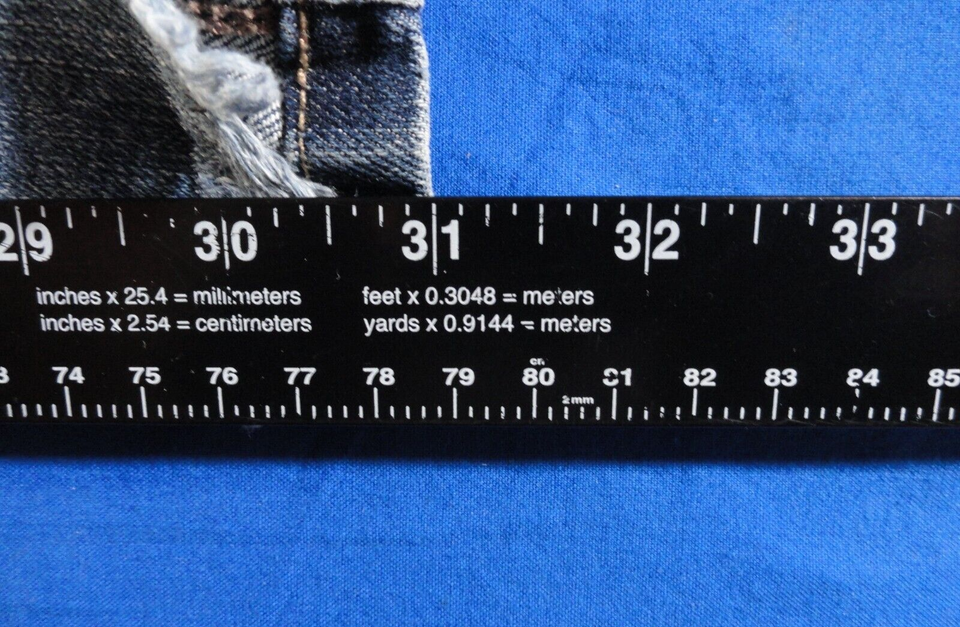 29 30 31 32 33
inches x 25.4 = millimeters feet x 0.3048 = meters
inches x 2.54 = centimeters yards x 0.9144 = meters
cm
74 75 76 77 78 79 80 81 82 83 84 85
2mm